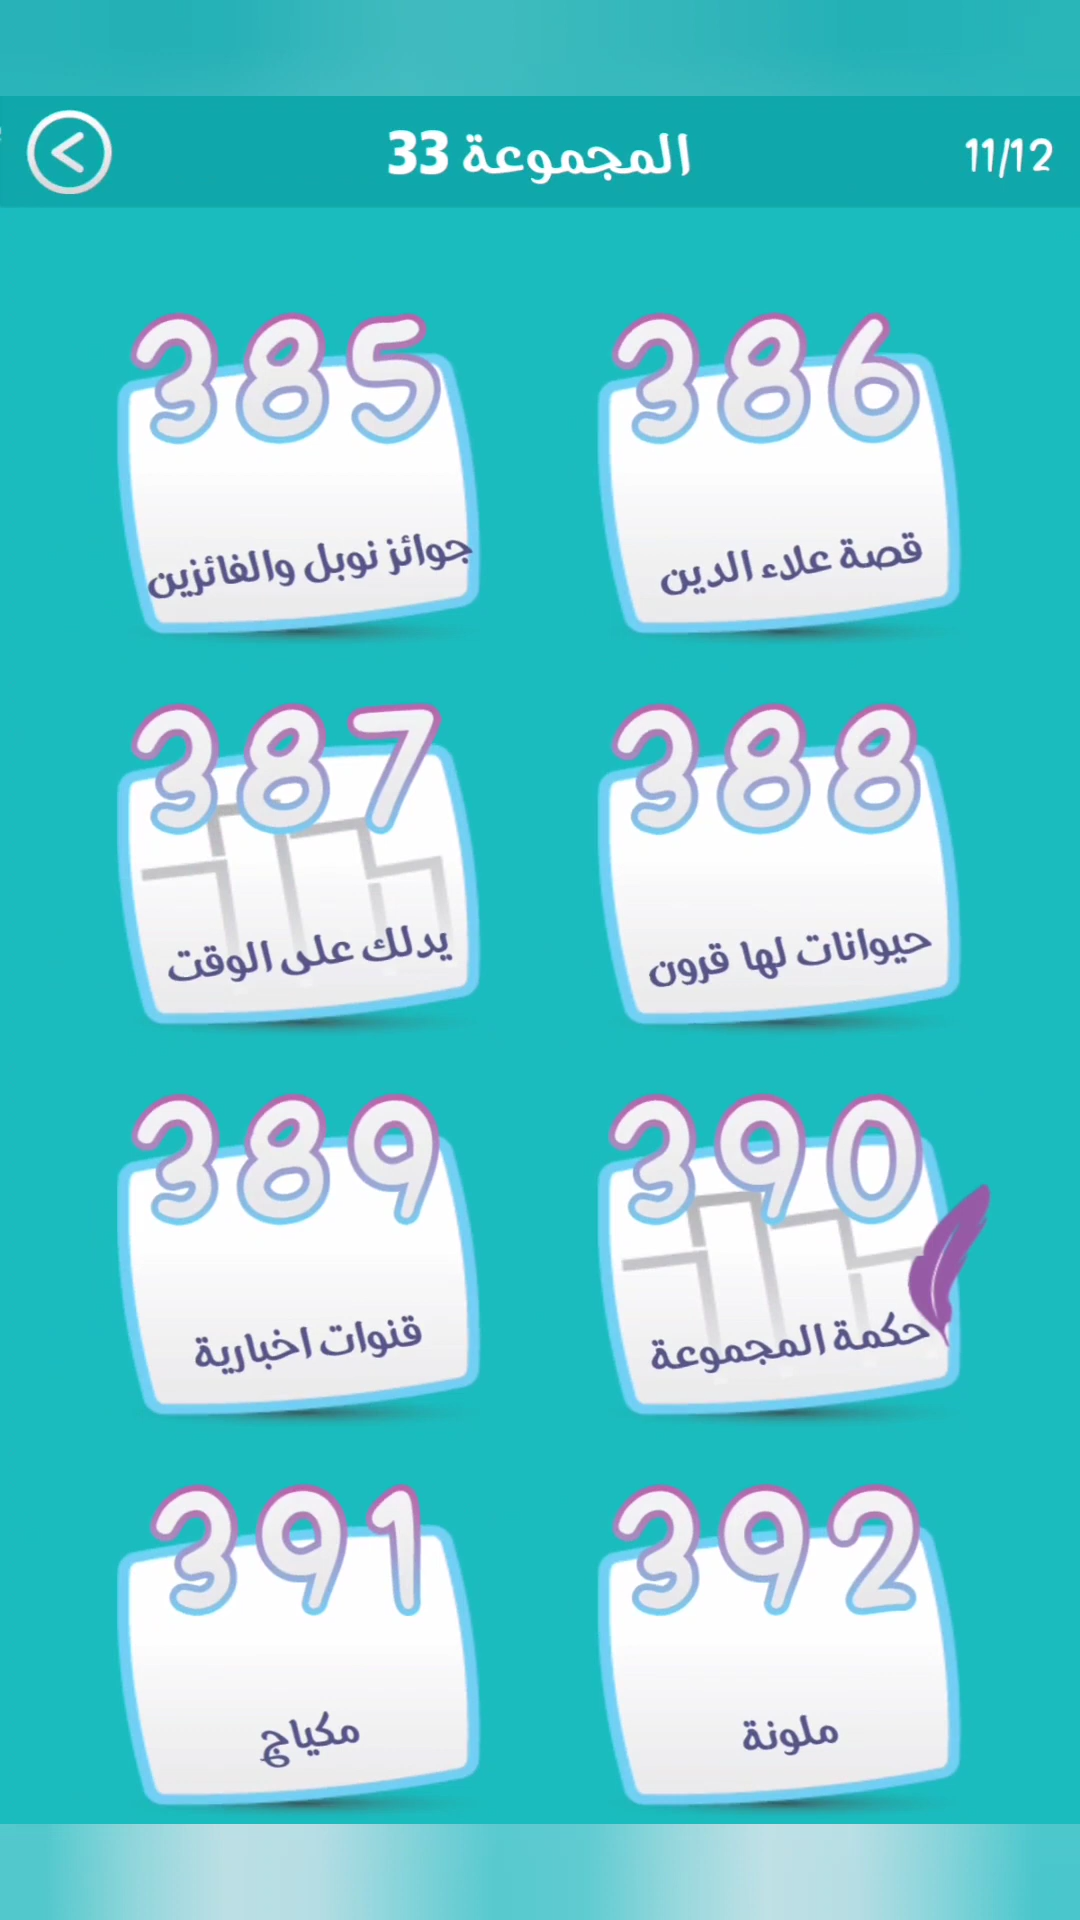 المجموعة 33
11/12
385
جوائز نوبل والفائزين
386
قصة علاء الدين
387
يدلك على الوقت
388
حيوانات لها قرون
389
قنوات اخبارية
390
حكمة المجموعة
391
مكياج
392
ملونة